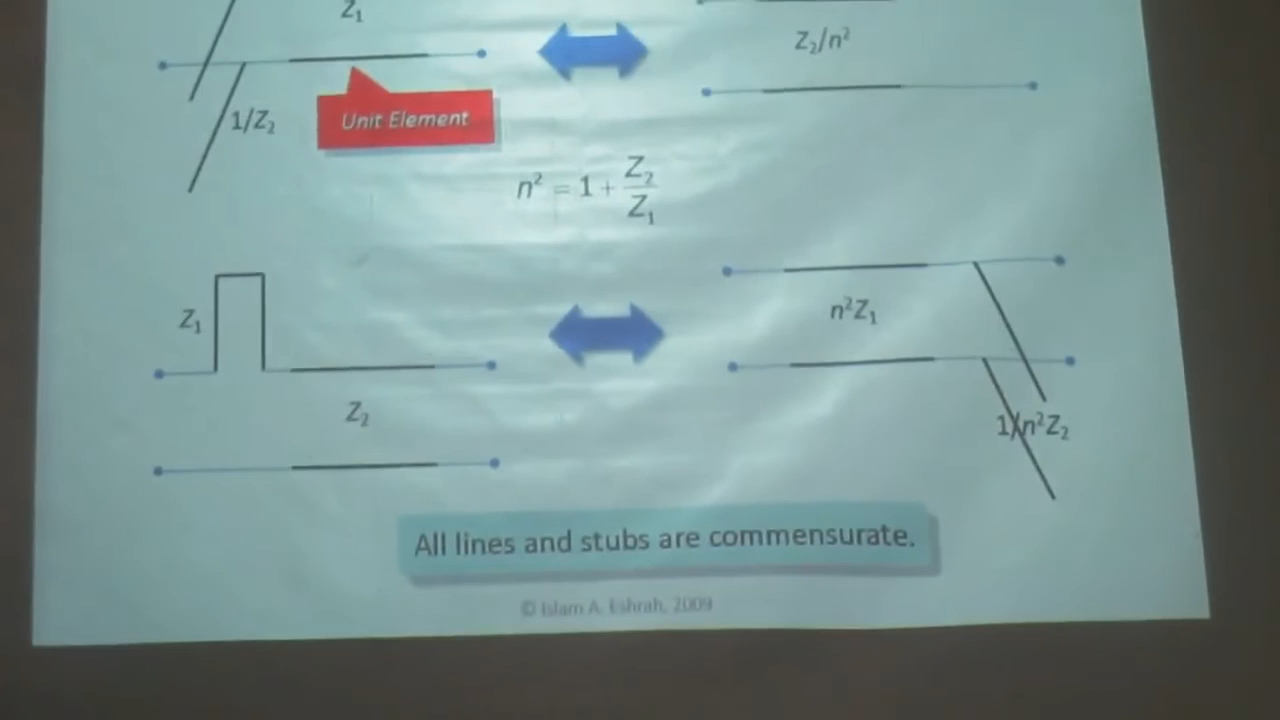 Z₁
Z₂/n²
1/Z₂
Unit Element
n² = 1 + Z₂/Z₁
Z₁
n²Z₁
Z₂
1/n²Z₂
All lines and stubs are commensurate.
© Islam A. Eshrah, 2009